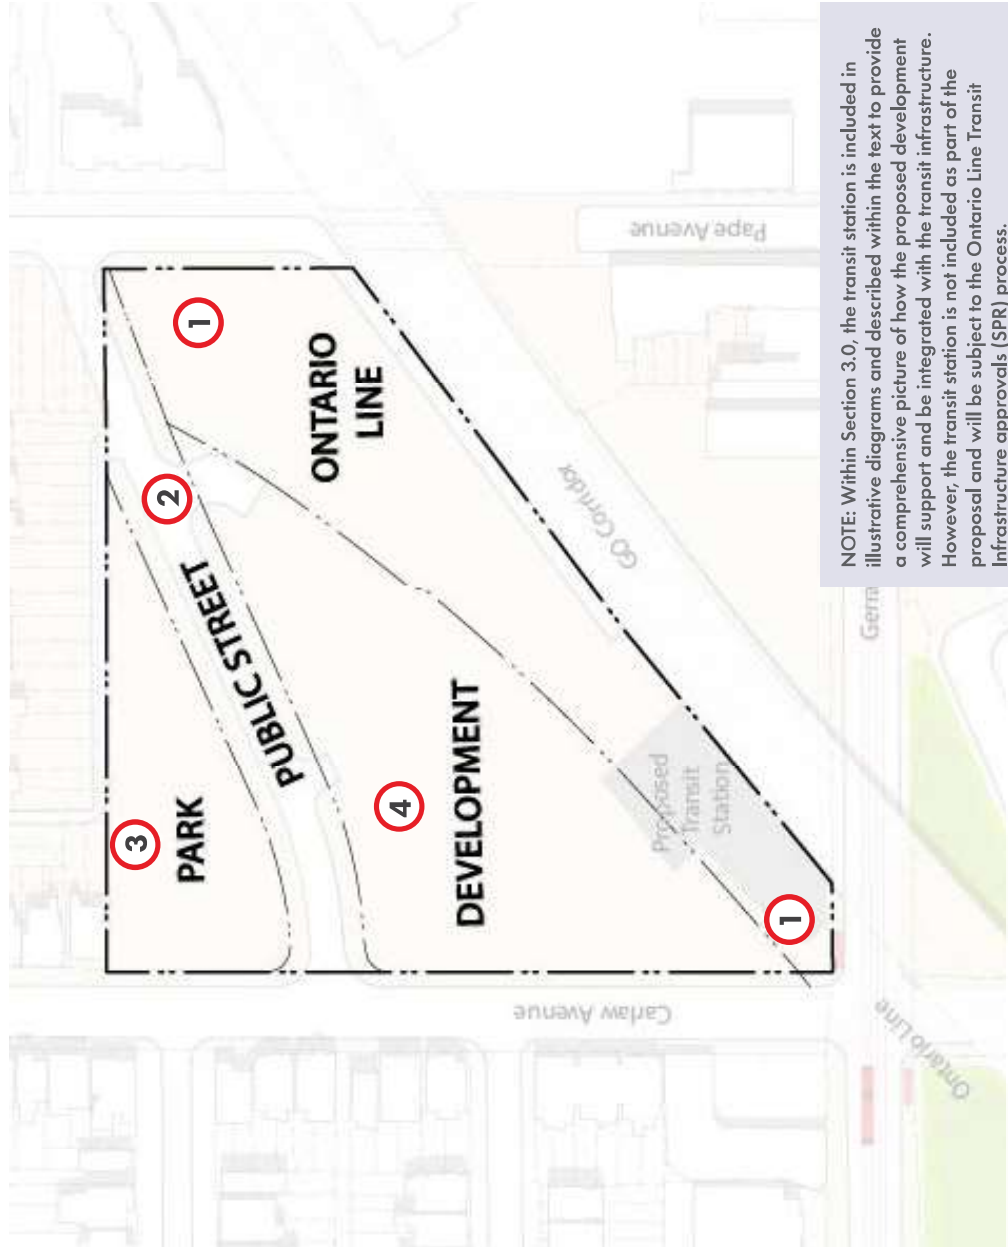 1
ONTARIO
LINE
2
PUBLIC STREET
3
PARK
4
DEVELOPMENT
Proposed
Transit
Station
1
Pape Avenue
GO Corridor
Carlaw Avenue
Ontario Line
NOTE: Within Section 3.0, the transit station is included in
illustrative diagrams and described within the text to provide
a comprehensive picture of how the proposed development
will support and be integrated with the transit infrastructure.
However, the transit station is not included as part of the
proposal and will be subject to the Ontario Line Transit
Infrastructure approvals (SPR) process.